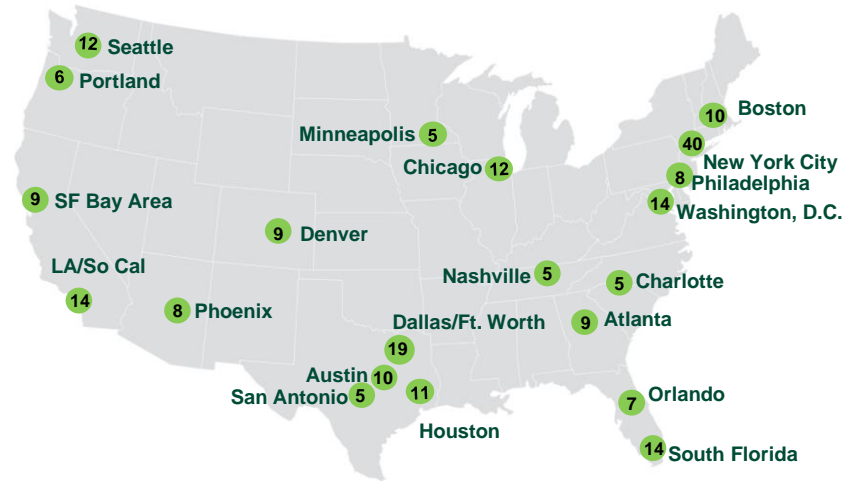 12 Seattle
6 Portland
Minneapolis 5
Chicago 12
10 Boston
40
New York City
8 Philadelphia
14 Washington, D.C.
9 SF Bay Area
9 Denver
LA/So Cal
14
8 Phoenix
Nashville 5
5 Charlotte
Dallas/Ft. Worth
19
9 Atlanta
Austin 10
San Antonio 5
11
Houston
7 Orlando
14 South Florida